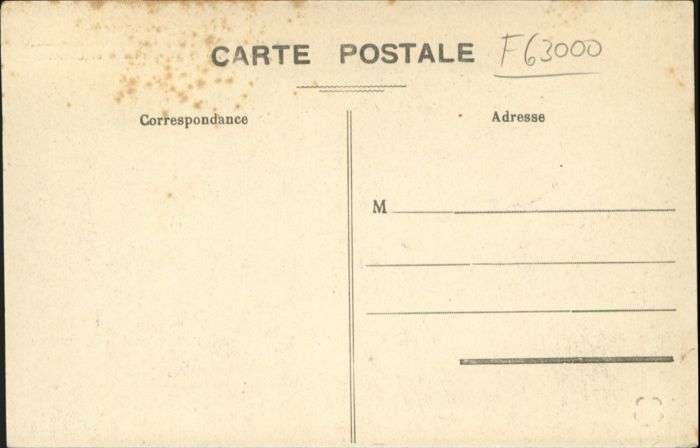 CARTE POSTALE F63000
Correspondance
Adresse
M